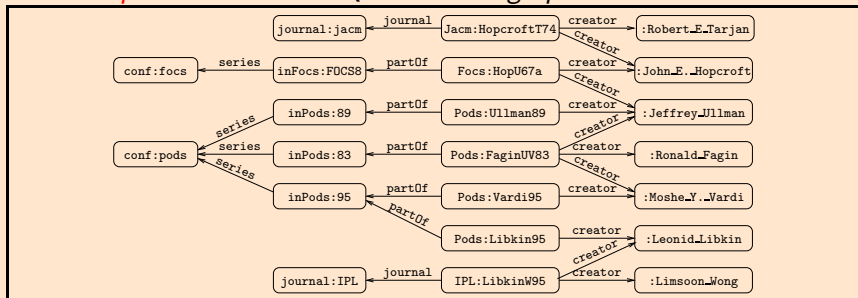 journal:jacm journal Jacm:HopcroftT74 creator :Robert_E_Tarjan
creator
conf:focs series inFocs:FOCS8 partOf Focs:HopU67a creator :John_E._Hopcroft
creator
series inPods:89 partOf Pods:Ullman89 creator :Jeffrey_Ullman
creator
conf:pods series inPods:83 partOf Pods:FaginUV83 creator :Ronald_Fagin
series creator
inPods:95 partOf Pods:Vardi95 creator :Moshe_Y._Vardi
partOf
Pods:Libkin95 creator :Leonid_Libkin
creator
journal:IPL journal IPL:LibkinW95 creator :Limsoon_Wong